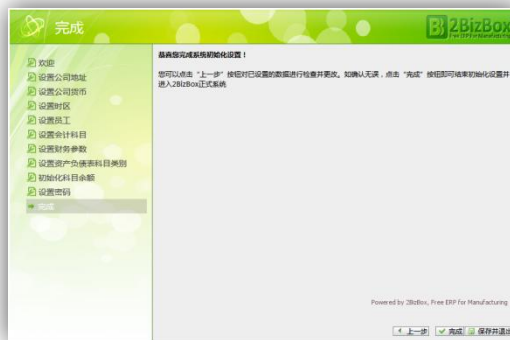 完成
2BizBox
Free ERP for Manufacturing
欢迎
设置公司地址
设置公司货币
设置时区
设置员工
设置会计科目
设置财务参数
设置资产负债表科目类别
初始化科目余额
设置密码
完成
恭喜您完成系统初始化设置！
您可以点击“上一步”按钮对已设置的数据进行检查并更改。如确认无误，点击“完成”按钮即可结束初始化设置并
进入2BizBox正式系统
Powered by 2BizBox, Free ERP for Manufacturing
上一步 完成 保存并退出